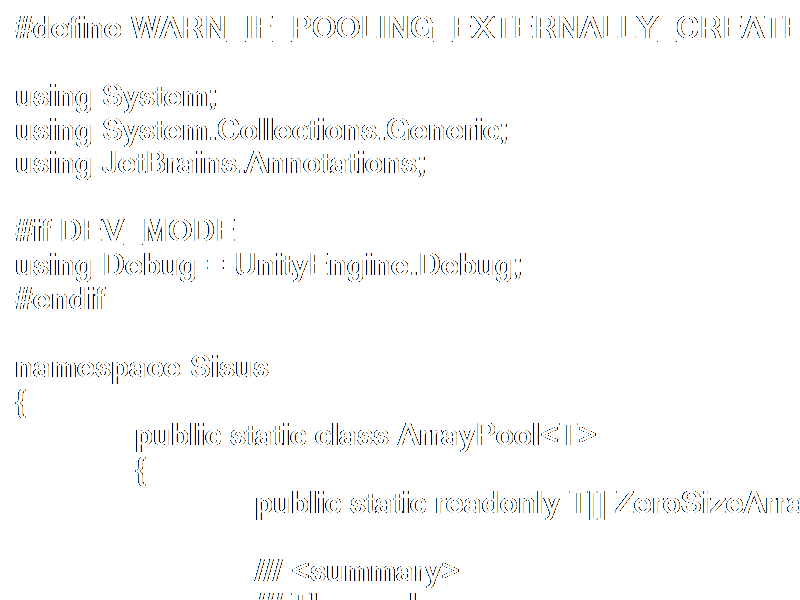 #define WARN_IF_POOLING_EXTERNALLY_CREATE
using System;
using System.Collections.Generic;
using JetBrains.Annotations;
#if DEV_MODE
using Debug = UnityEngine.Debug;
#endif
namespace Sisus
{
public static class ArrayPool<T>
{
public static readonly T[] ZeroSizeArra
/// <summary>